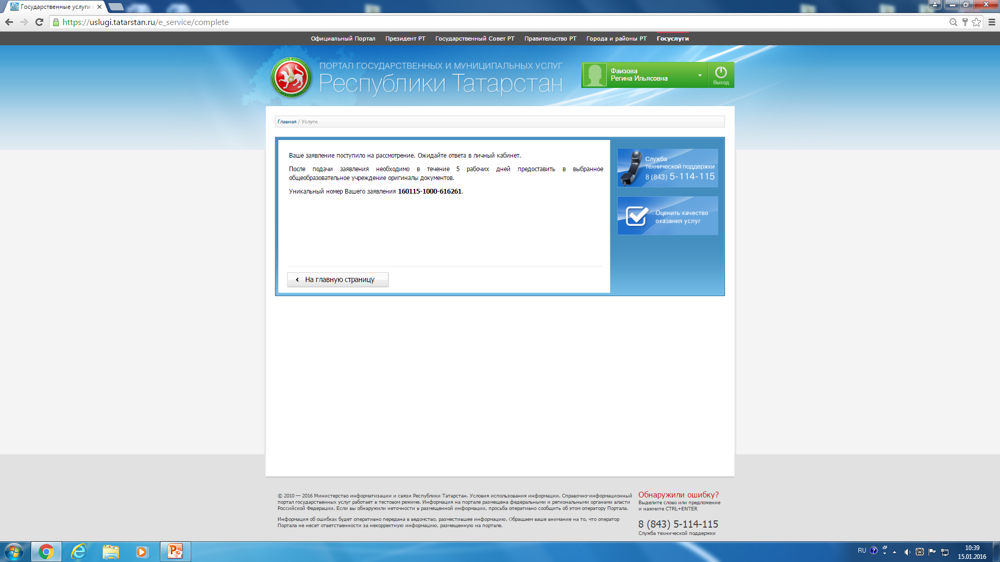 Государственные услуги
https://uslugi.tatarstan.ru/e_service/complete
Официальный Портал Президент РТ Государственный Совет РТ Правительство РТ Города и районы РТ Госуслуги
ПОРТАЛ ГОСУДАРСТВЕННЫХ И МУНИЦИПАЛЬНЫХ УСЛУГ
Республики Татарстан
Фаизова
Регина Ильясовна
Выход
Главная / Услуги
Ваше заявление поступило на рассмотрение. Ожидайте ответа в личный кабинет.
После подачи заявления необходимо в течение 5 рабочих дней предоставить в выбранное
общеобразовательное учреждение оригиналы документов.
Уникальный номер Вашего заявления 160115-1000-616261.
На главную страницу
Служба
технической поддержки
8 (843) 5-114-115
Оценить качество
оказания услуг
© 2010 — 2016 Министерство информатизации и связи Республики Татарстан. Условия использования информации. Справочно-информационный
портал государственных услуг работает в тестовом режиме. Информация на портале размещена федеральными и региональными органами власти
Российской Федерации. Если вы обнаружили неточности в размещенной информации, просьба оперативно сообщить об этом оператору Портала.
Информация об ошибках будет оперативно передана в ведомство, разместившее информацию. Обращаем ваше внимание на то, что оператор
Портала не несет ответственности за некорректную информацию, размещенную на портале.
Обнаружили ошибку?
Выделите слово или предложение
и нажмите CTRL+ENTER
8 (843) 5-114-115
Служба технической поддержки
RU
10:39
15.01.2016